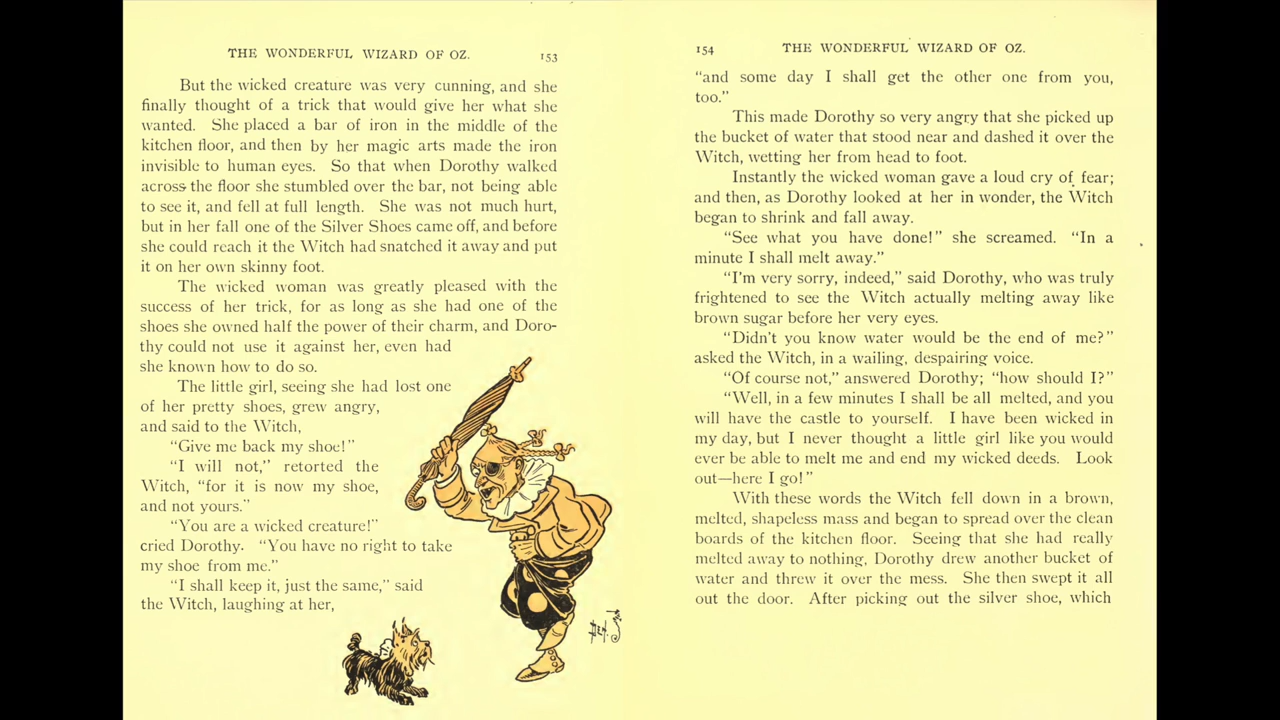 THE WONDERFUL WIZARD OF OZ. 153
But the wicked creature was very cunning, and she
finally thought of a trick that would give her what she
wanted. She placed a bar of iron in the middle of the
kitchen floor, and then by her magic arts made the iron
invisible to human eyes. So that when Dorothy walked
across the floor she stumbled over the bar, not being able
to see it, and fell at full length. She was not much hurt,
but in her fall one of the Silver Shoes came off, and before
she could reach it the Witch had snatched it away and put
it on her own skinny foot.
The wicked woman was greatly pleased with the
success of her trick, for as long as she had one of the
shoes she owned half the power of their charm, and Doro-
thy could not use it against her, even had
she known how to do so.
The little girl, seeing she had lost one
of her pretty shoes, grew angry,
and said to the Witch,
“Give me back my shoe!”
“I will not,” retorted the
Witch, “for it is now my shoe,
and not yours.”
“You are a wicked creature!”
cried Dorothy. “You have no right to take
my shoe from me.”
“I shall keep it, just the same,” said
the Witch, laughing at her,
154 THE WONDERFUL WIZARD OF OZ.
“and some day I shall get the other one from you,
too.”
This made Dorothy so very angry that she picked up
the bucket of water that stood near and dashed it over the
Witch, wetting her from head to foot.
Instantly the wicked woman gave a loud cry of fear;
and then, as Dorothy looked at her in wonder, the Witch
began to shrink and fall away.
“See what you have done!” she screamed. “In a
minute I shall melt away.”
“I’m very sorry, indeed,” said Dorothy, who was truly
frightened to see the Witch actually melting away like
brown sugar before her very eyes.
“Didn’t you know water would be the end of me?”
asked the Witch, in a wailing, despairing voice.
“Of course not,” answered Dorothy; “how should I?”
“Well, in a few minutes I shall be all melted, and you
will have the castle to yourself. I have been wicked in
my day, but I never thought a little girl like you would
ever be able to melt me and end my wicked deeds. Look
out—here I go!”
With these words the Witch fell down in a brown,
melted, shapeless mass and began to spread over the clean
boards of the kitchen floor. Seeing that she had really
melted away to nothing, Dorothy drew another bucket of
water and threw it over the mess. She then swept it all
out the door. After picking out the silver shoe, which